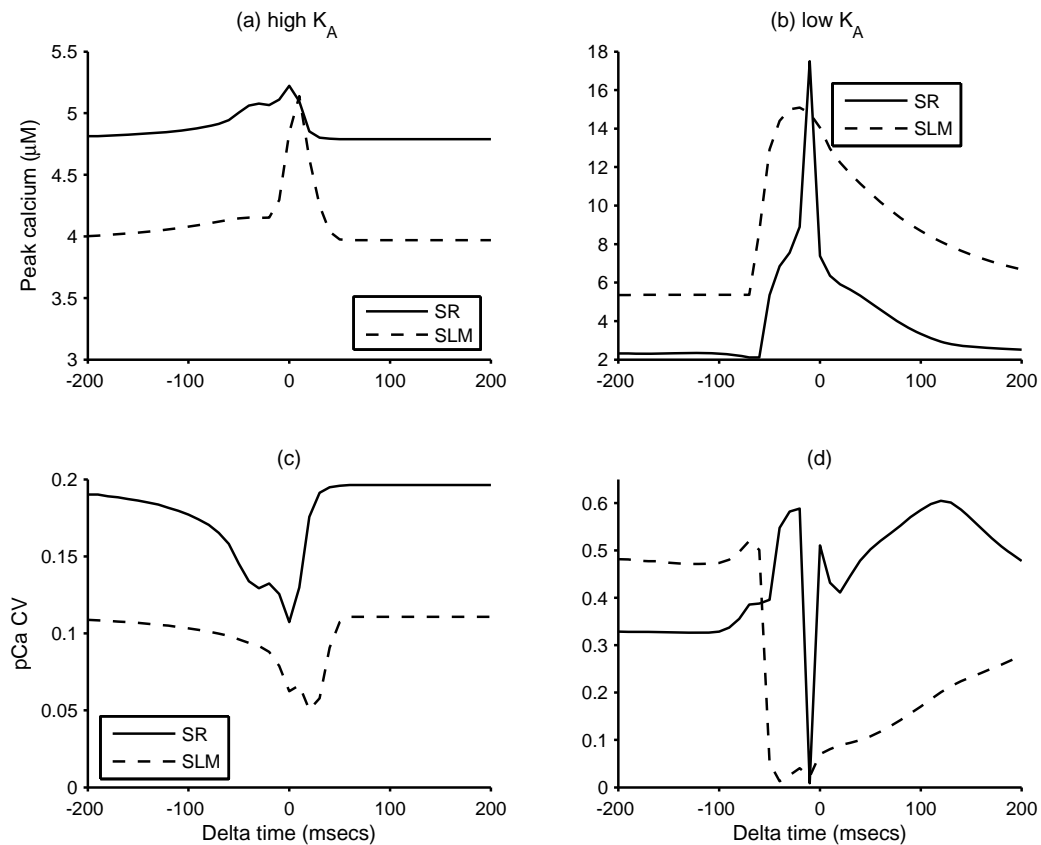 (a) high K_A
Peak calcium (μM)
5.5
5
4.5
4
3.5
3
-200 -100 0 100 200
SR
SLM
(b) low K_A
18
16
14
12
10
8
6
4
2
-200 -100 0 100 200
SR
SLM
(c)
pCa CV
0.2
0.15
0.1
0.05
0
-200 -100 0 100 200
Delta time (msecs)
SR
SLM
(d)
0.6
0.5
0.4
0.3
0.2
0.1
0
-200 -100 0 100 200
Delta time (msecs)